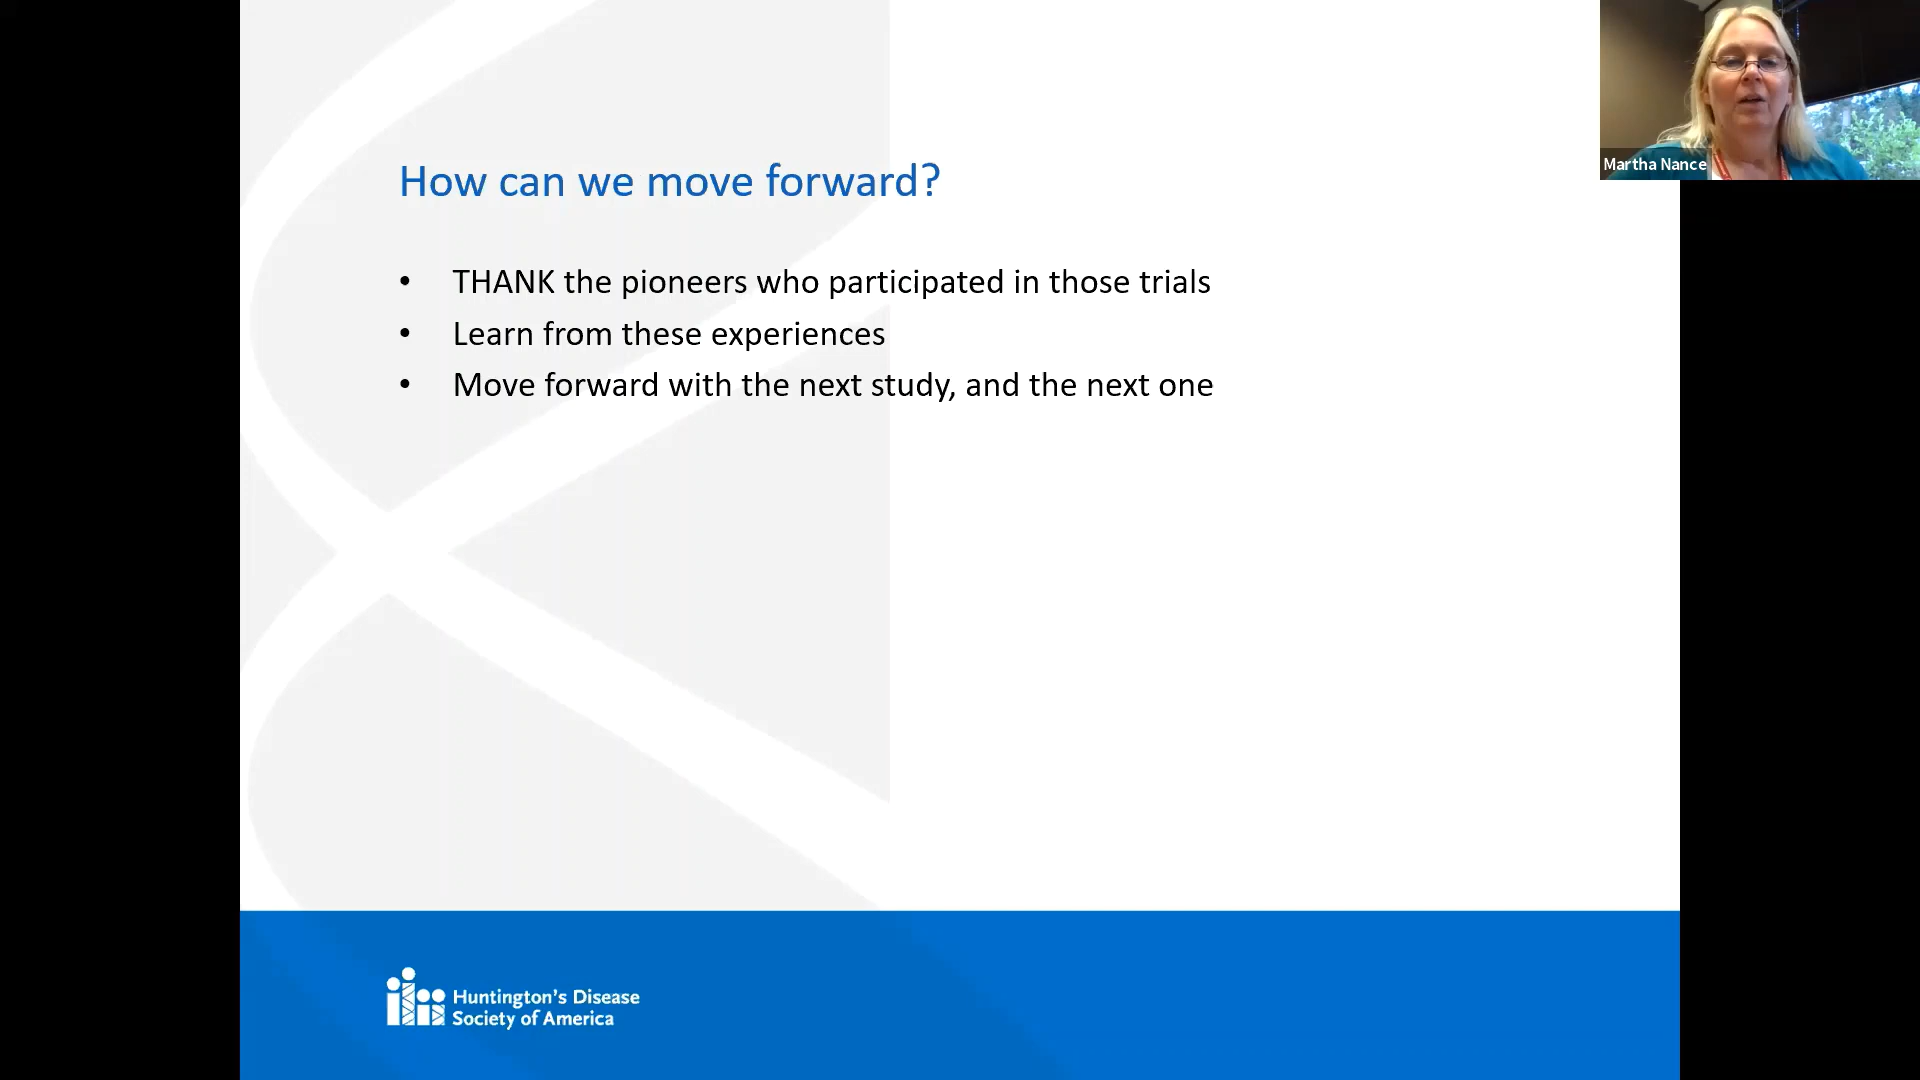 Martha Nance
How can we move forward?
• THANK the pioneers who participated in those trials
• Learn from these experiences
• Move forward with the next study, and the next one
Huntington's Disease
Society of America